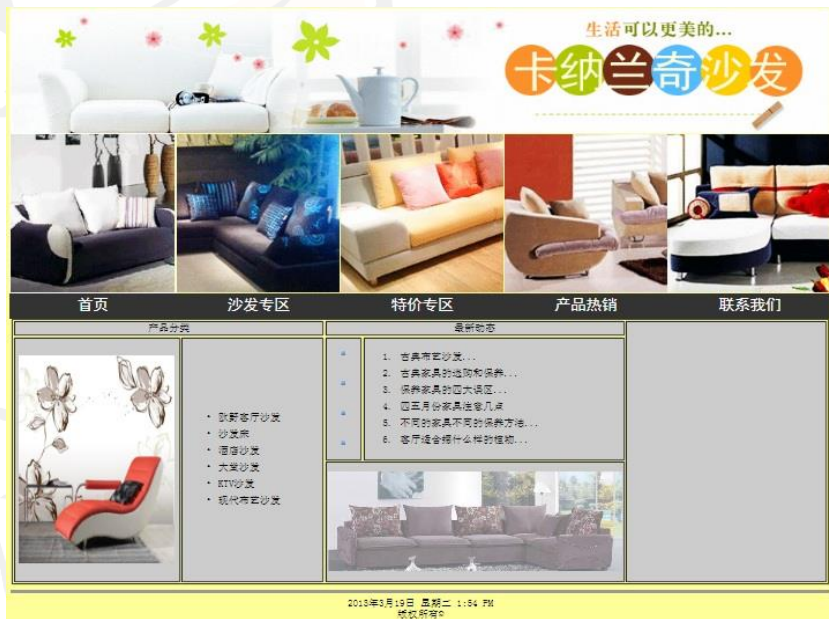 生活可以更美的...
卡纳兰奇沙发
首页 沙发专区 特价专区 产品热销 联系我们
产品分类
欧爵客厅沙发
沙发床
酒店沙发
大堂沙发
KTV沙发
现代布艺沙发
最新动态
1. 古典布艺沙发...
2. 古典家具的选购和保养...
3. 保养家具的四大误区...
4. 四五月份家具注意几点
5. 不同的家具不同的保养方法...
6. 客厅适合摆什么样的植物...
2013年3月19日 星期二 1:54 PM
版权所有©